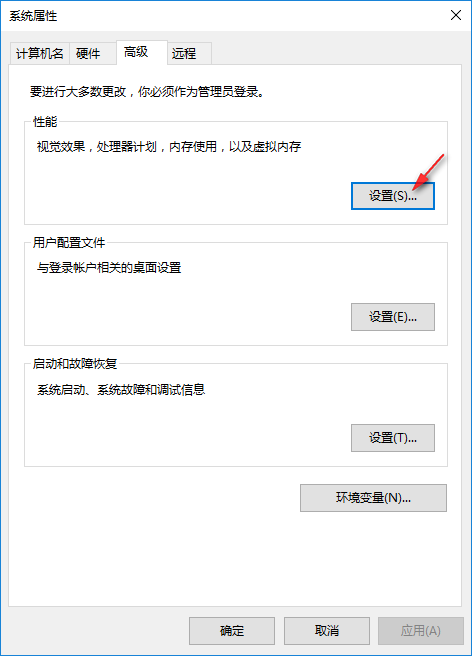 系统属性
计算机名 硬件 高级 远程
要进行大多数更改，你必须作为管理员登录。
性能
视觉效果，处理器计划，内存使用，以及虚拟内存
设置(S)...
用户配置文件
与登录帐户相关的桌面设置
设置(E)...
启动和故障恢复
系统启动、系统故障和调试信息
设置(T)...
环境变量(N)...
确定 取消 应用(A)